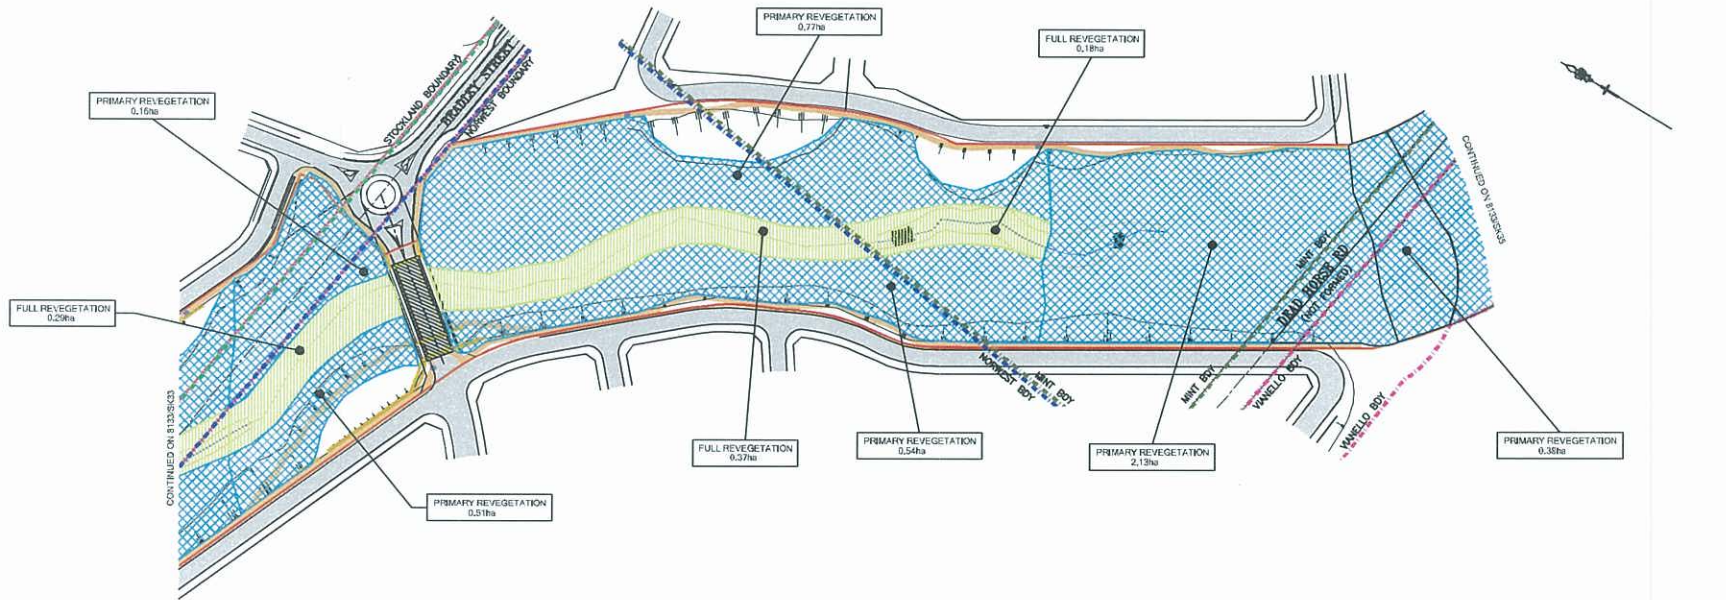 PRIMARY REVEGETATION
0.77ha
FULL REVEGETATION
0.18ha
PRIMARY REVEGETATION
0.16ha
STOCKLAND BOUNDARY)
BRADLEY STREET
NORWEST BOUNDARY
CONTINUED ON 8133/SK35
FULL REVEGETATION
0.29ha
MINT BDY
DEAD HORSE RD
(NOT FORMED)
MINT BDY
VIANELLO BDY
VIANELLO BDY
NORWEST BDY
MINT BDY
CONTINUED ON 8133/SK33
FULL REVEGETATION
0.37ha
PRIMARY REVEGETATION
0.54ha
PRIMARY REVEGETATION
2.13ha
PRIMARY REVEGETATION
0.38ha
PRIMARY REVEGETATION
0.51ha